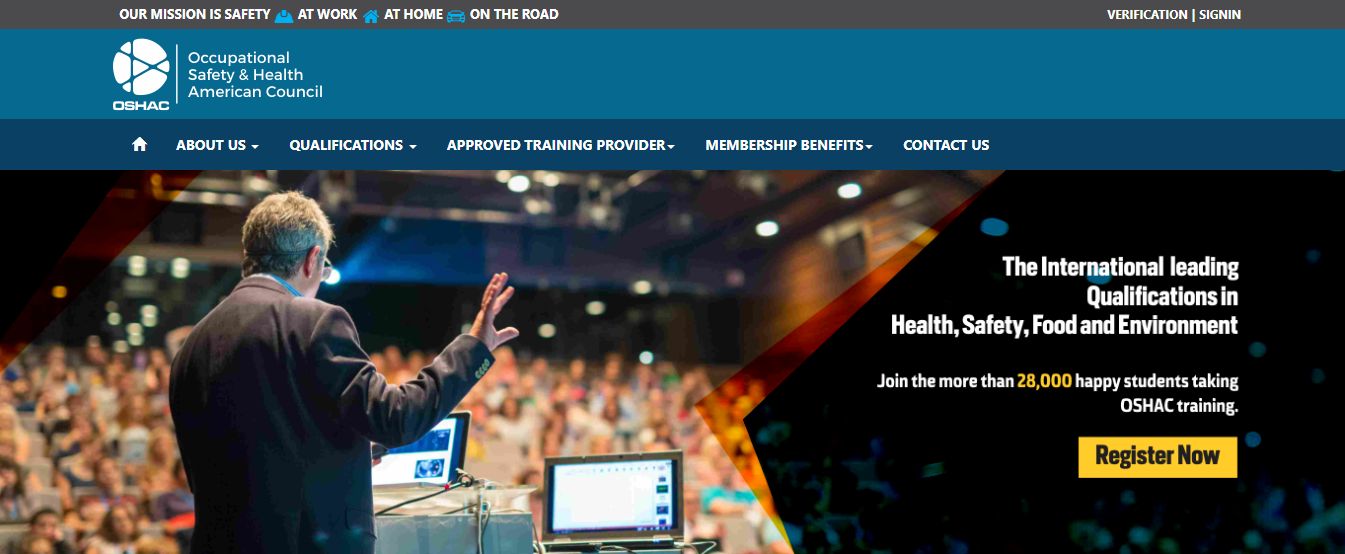 OUR MISSION IS SAFETY AT WORK AT HOME ON THE ROAD
VERIFICATION | SIGNIN
OSHAC
Occupational
Safety & Health
American Council
ABOUT US
QUALIFICATIONS
APPROVED TRAINING PROVIDER
MEMBERSHIP BENEFITS
CONTACT US
The International leading
Qualifications in
Health, Safety, Food and Environment
Join the more than 28,000 happy students taking
OSHAC training.
Register Now